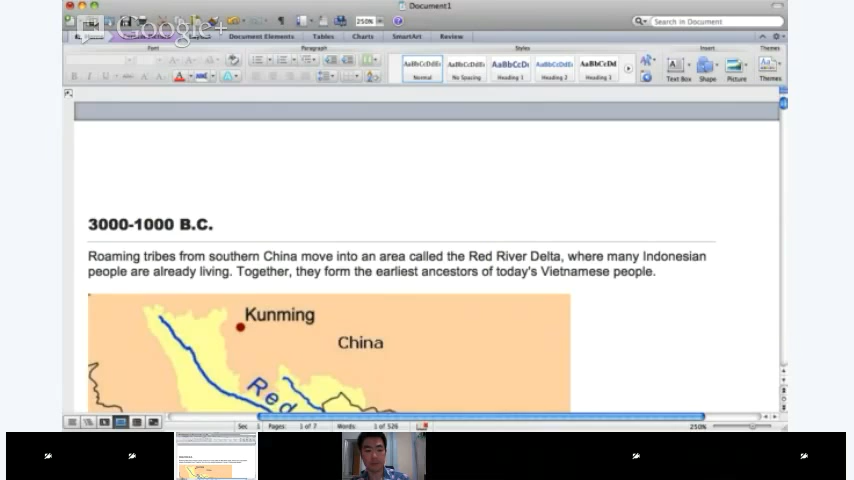 Document1
Google+
250%
Search in Document
Document Elements
Tables
Charts
SmartArt
Review
Font
Paragraph
Styles
Insert
Themes
AaBbCcDdEe
AaBbCcDdEe
AaBbCcDc
AaBbCcDdEe
AaBbCcDd
Normal
No Spacing
Heading 1
Heading 2
Heading 3
Text Box
Shape
Picture
Themes
3000-1000 B.C.
Roaming tribes from southern China move into an area called the Red River Delta, where many Indonesian
people are already living. Together, they form the earliest ancestors of today's Vietnamese people.
Kunming
China
Red
Sec
Pages:
1 of 7
Words:
1 of 526
250%